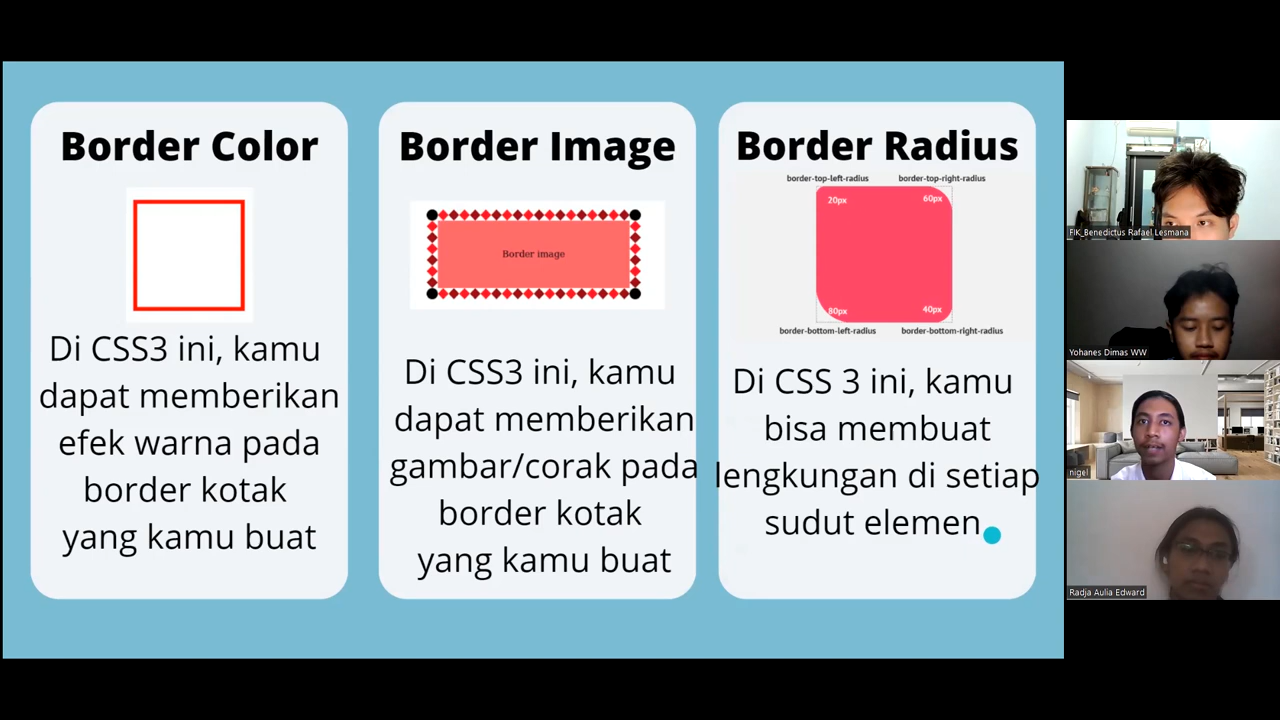 Border Color
Di CSS3 ini, kamu
dapat memberikan
efek warna pada
border kotak
yang kamu buat
Border Image
Border image
Di CSS3 ini, kamu
dapat memberikan
gambar/corak pada
border kotak
yang kamu buat
Border Radius
border-top-left-radius
border-top-right-radius
20px
60px
80px
40px
border-bottom-left-radius
border-bottom-right-radius
Di CSS 3 ini, kamu
bisa membuat
lengkungan di setiap
sudut elemen
FIK_Benedictus Rafael Lesmana
Yohanes Dimas WW
nigel
Radja Aulia Edward